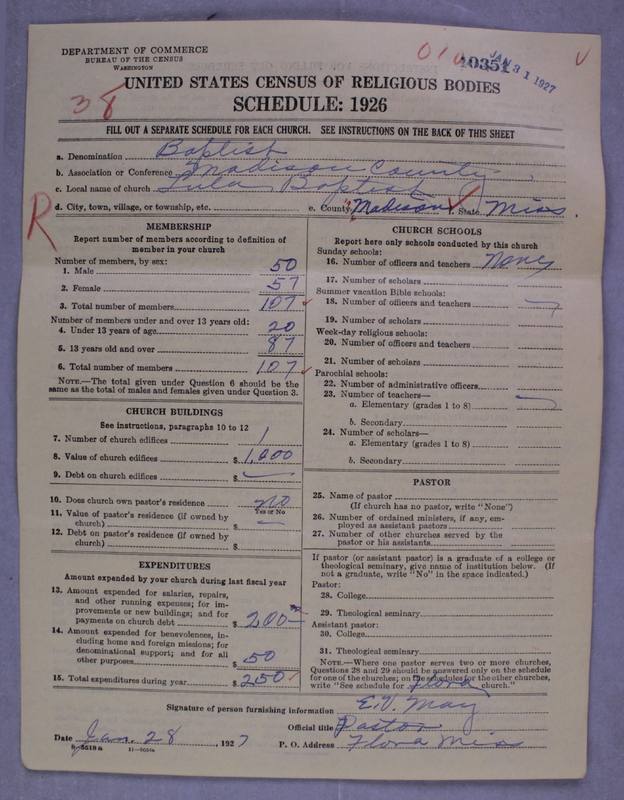 DEPARTMENT OF COMMERCE
BUREAU OF THE CENSUS
WASHINGTON
10351
JAN 31 1927
38
UNITED STATES CENSUS OF RELIGIOUS BODIES
SCHEDULE: 1926
FILL OUT A SEPARATE SCHEDULE FOR EACH CHURCH. SEE INSTRUCTIONS ON THE BACK OF THIS SHEET
a. Denomination Baptist
b. Association or Conference Madison County
c. Local name of church Lula Baptist
d. City, town, village, or township, etc. e. County Madison f. State Miss.
R
MEMBERSHIP
Report number of members according to definition of
member in your church
Number of members, by sex:
1. Male 50
2. Female 57
3. Total number of members 107
Number of members under and over 13 years old:
4. Under 13 years of age 20
5. 13 years old and over 87
6. Total number of members 107
NOTE.—The total given under Question 6 should be the
same as the total of males and females given under Question 3.
CHURCH BUILDINGS
See instructions, paragraphs 10 to 12
7. Number of church edifices 1
8. Value of church edifices $1,000
9. Debt on church edifices $
10. Does church own pastor's residence no
Yes or No
11. Value of pastor's residence (if owned by
church) $
12. Debt on pastor's residence (if owned by
church) $
EXPENDITURES
Amount expended by your church during last fiscal year
13. Amount expended for salaries, repairs,
and other running expenses; for im-
provements or new buildings; and for
payments on church debt $200
14. Amount expended for benevolences, in-
cluding home and foreign missions; for
denominational support; and for all
other purposes $50
15. Total expenditures during year $250
CHURCH SCHOOLS
Report here only schools conducted by this church
Sunday schools:
16. Number of officers and teachers None
17. Number of scholars
Summer vacation Bible schools:
18. Number of officers and teachers
19. Number of scholars
Week-day religious schools:
20. Number of officers and teachers
21. Number of scholars
Parochial schools:
22. Number of administrative officers
23. Number of teachers—
a. Elementary (grades 1 to 8)
b. Secondary
24. Number of scholars—
a. Elementary (grades 1 to 8)
b. Secondary
PASTOR
25. Name of pastor
(If church has no pastor, write "None")
26. Number of ordained ministers, if any, em-
ployed as assistant pastors
27. Number of other churches served by the
pastor or his assistants
If pastor (or assistant pastor) is a graduate of a college or
theological seminary, give name of institution below. (If
not a graduate, write "No" in the space indicated.)
Pastor:
28. College
29. Theological seminary
Assistant pastor:
30. College
31. Theological seminary
NOTE.—Where one pastor serves two or more churches,
Questions 28 and 29 should be answered only on the schedule
for one of the churches; on the schedules for the other churches,
write "See schedule for Flora church."
Signature of person furnishing information E.V. May
Official title Pastor
Date Jan. 28, 1927 P. O. Address Flora Miss
8-5518a 11-8654a